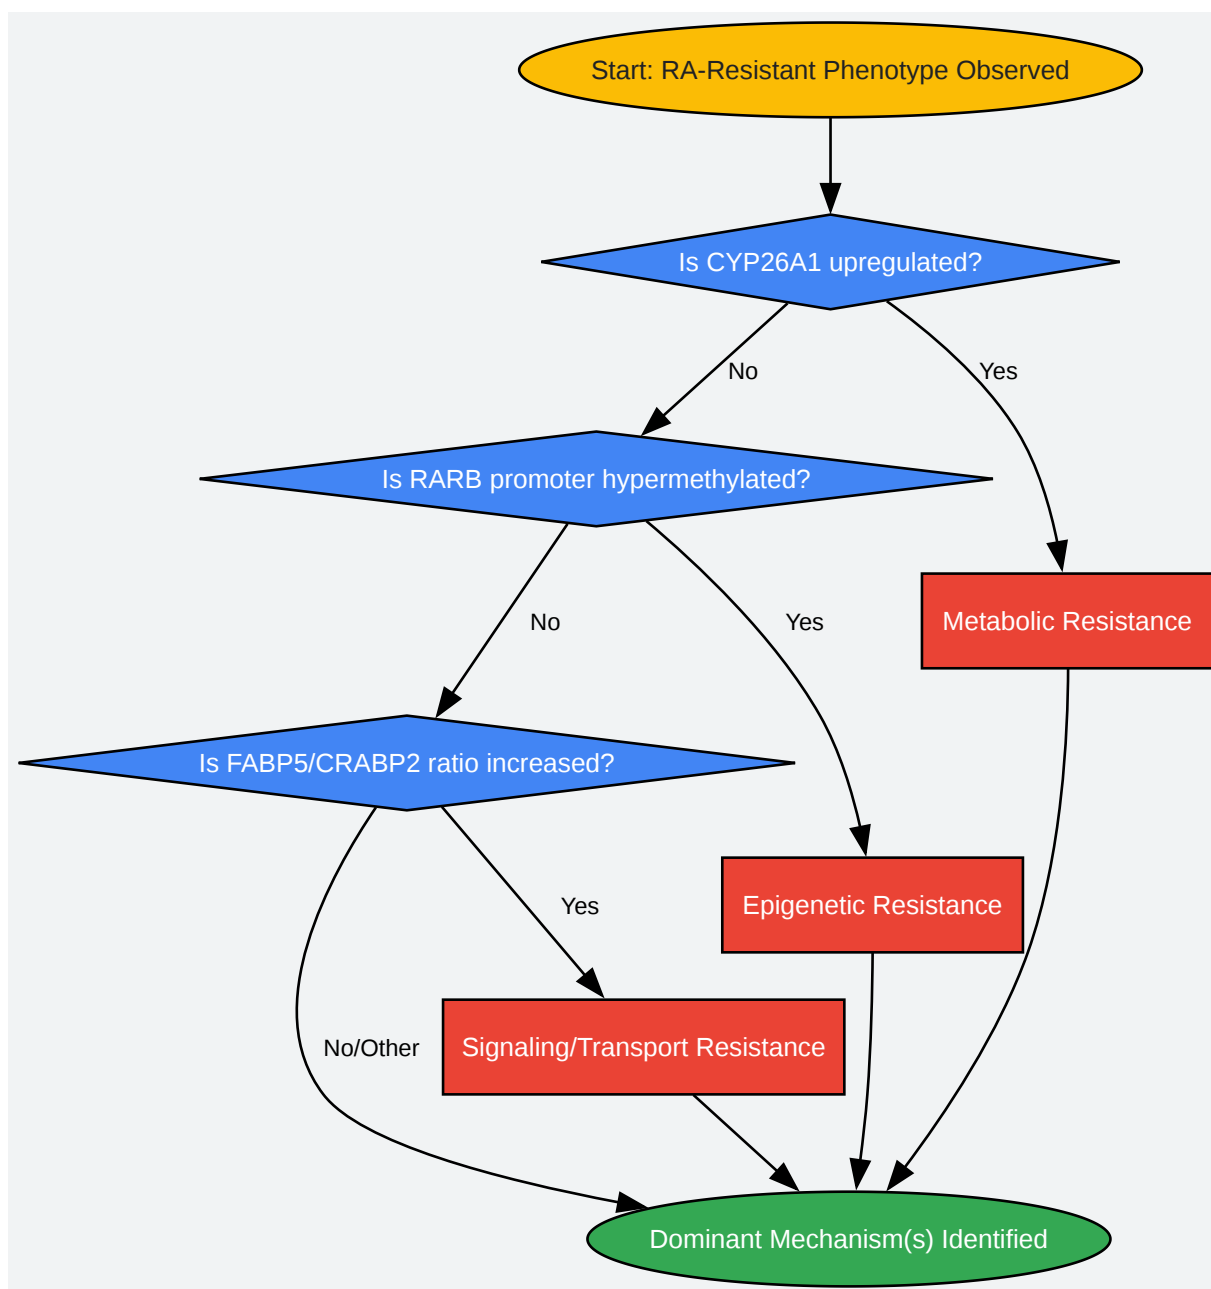 Start: RA-Resistant Phenotype Observed
Is CYP26A1 upregulated?
No
Yes
Is RARB promoter hypermethylated?
No
Yes
Metabolic Resistance
Is FABP5/CRABP2 ratio increased?
Yes
Epigenetic Resistance
No/Other
Signaling/Transport Resistance
Dominant Mechanism(s) Identified